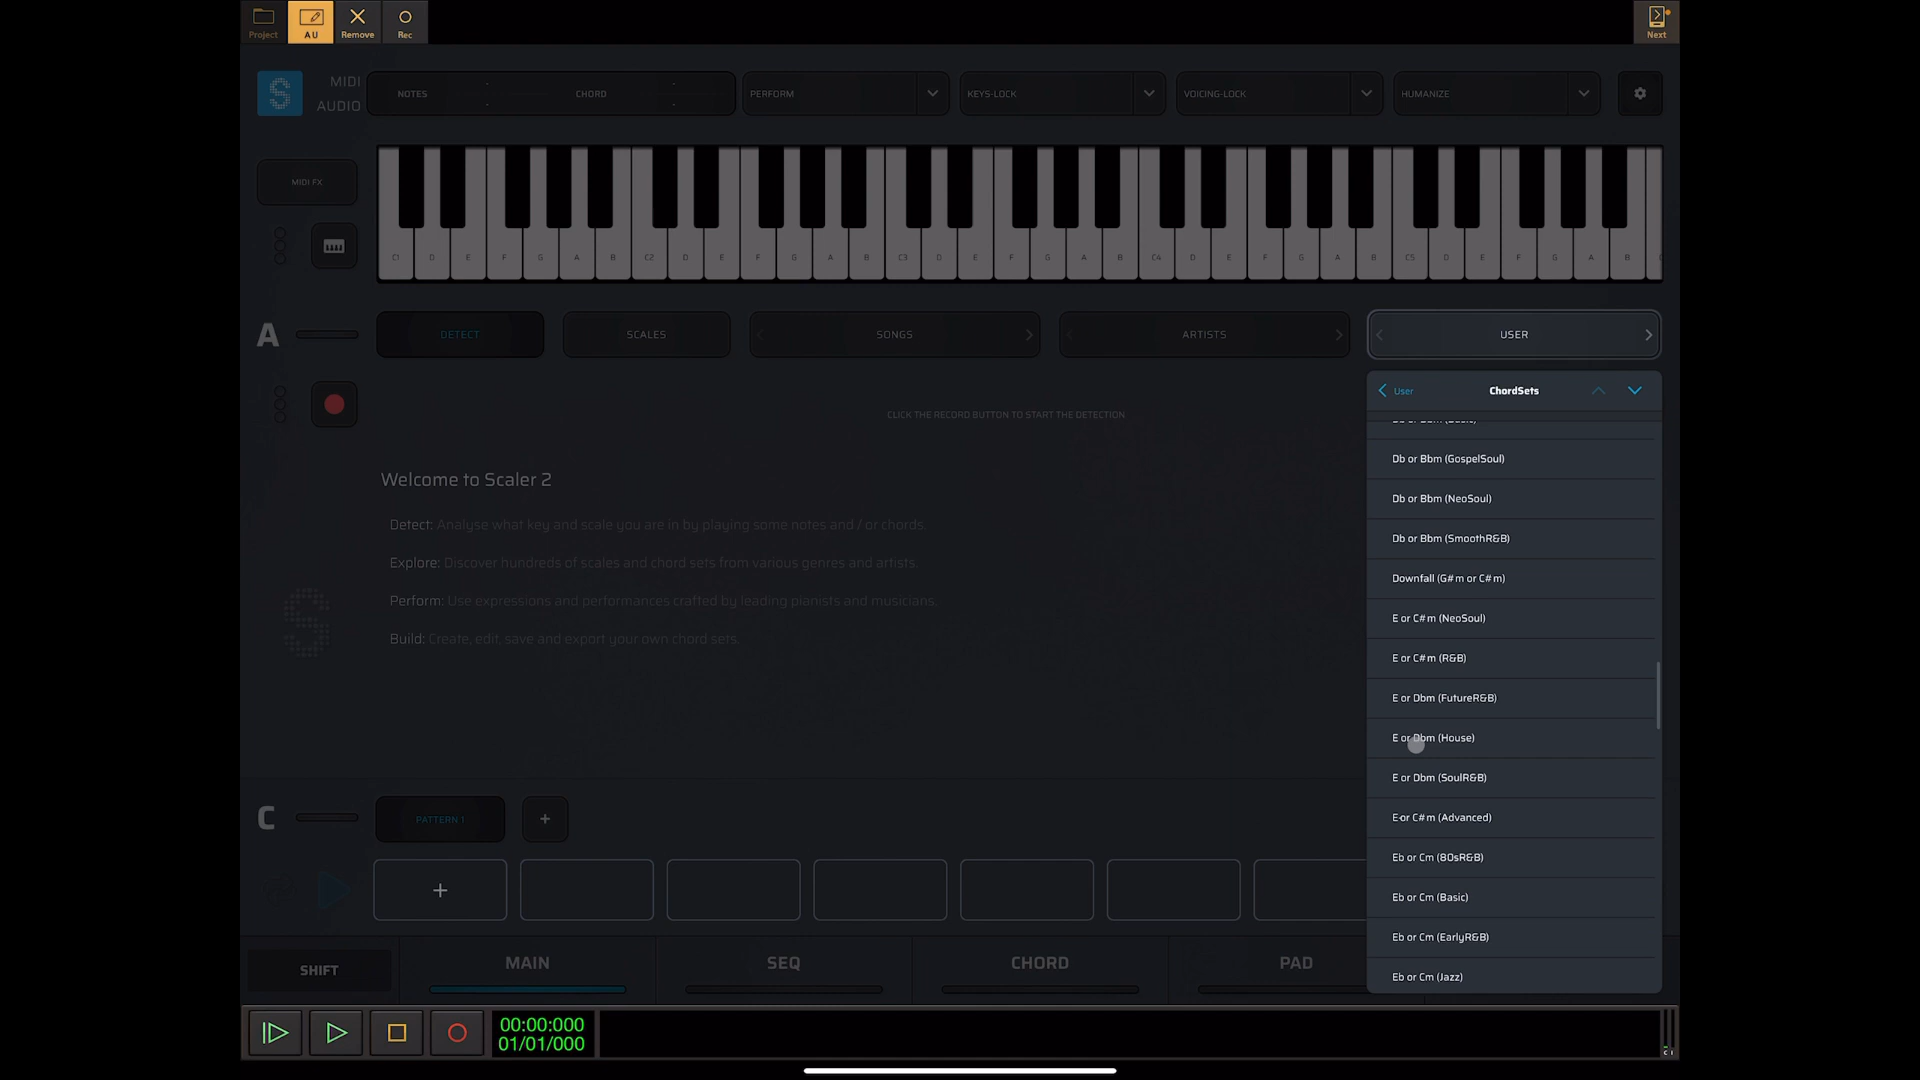 Project
AU
Remove
Rec
Next
MIDI
AUDIO
NOTES
CHORD
PERFORM
KEYS-LOCK
VOICING-LOCK
HUMANIZE
MIDI FX
C1 D E F G A B C2 D E F G A B C3 D E F G A B C4 D E F G A B C5 D E F G A B
A
DETECT
SCALES
SONGS
ARTISTS
USER
CLICK THE RECORD BUTTON TO START THE DETECTION
Welcome to Scaler 2
Detect: Analyse what key and scale you are in by playing some notes and / or chords.
Explore: Discover hundreds of scales and chord sets from various genres and artists.
Perform: Use expressions and performances crafted by leading pianists and musicians.
Build: Create, edit, save and export your own chord sets.
User
ChordSets
Db or Bbm (GospelSoul)
Db or Bbm (NeoSoul)
Db or Bbm (SmoothR&B)
Downfall (G#m or C#m)
E or C#m (NeoSoul)
E or C#m (R&B)
E or Dbm (FutureR&B)
E or Dbm (House)
E or Dbm (SoulR&B)
E or C#m (Advanced)
Eb or Cm (80sR&B)
Eb or Cm (Basic)
Eb or Cm (EarlyR&B)
Eb or Cm (Jazz)
C
PATTERN 1
+
+
SHIFT
MAIN
SEQ
CHORD
PAD
00:00:000
01/01/000